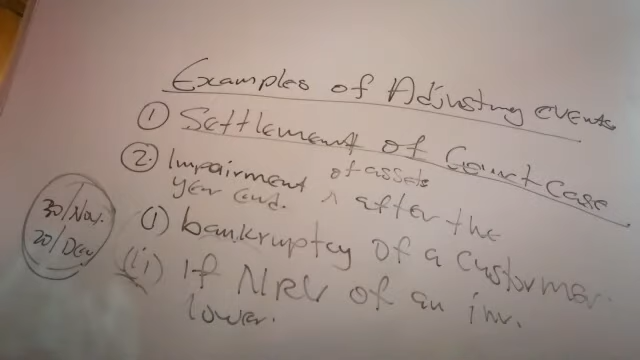 Examples of Adjusting events
① Settlement of Court case
② Impairment of assets ^ after the
year end.
30/Nov.
20/Dec
(i) bankruptcy of a customer.
(ii) If NRV of an inv.
lower.